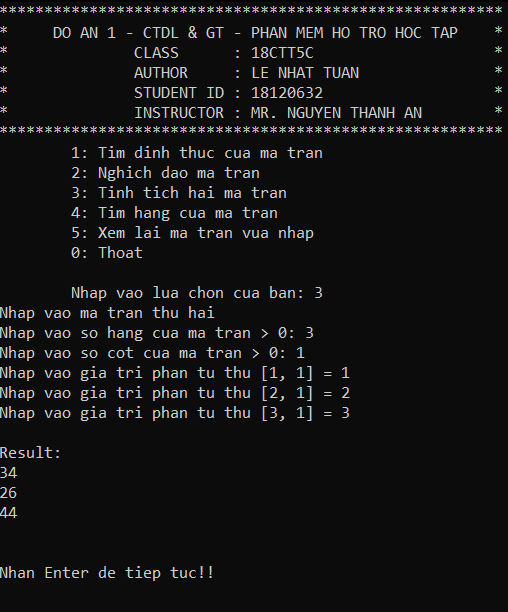 ********************************************************
* DO AN 1 - CTDL & GT - PHAN MEM HO TRO HOC TAP *
* CLASS : 18CTT5C *
* AUTHOR : LE NHAT TUAN *
* STUDENT ID : 18120632 *
* INSTRUCTOR : MR. NGUYEN THANH AN *
********************************************************
1: Tim dinh thuc cua ma tran
2: Nghich dao ma tran
3: Tinh tich hai ma tran
4: Tim hang cua ma tran
5: Xem lai ma tran vua nhap
0: Thoat
Nhap vao lua chon cua ban: 3
Nhap vao ma tran thu hai
Nhap vao so hang cua ma tran > 0: 3
Nhap vao so cot cua ma tran > 0: 1
Nhap vao gia tri phan tu thu [1, 1] = 1
Nhap vao gia tri phan tu thu [2, 1] = 2
Nhap vao gia tri phan tu thu [3, 1] = 3
Result:
34
26
44
Nhan Enter de tiep tuc!!